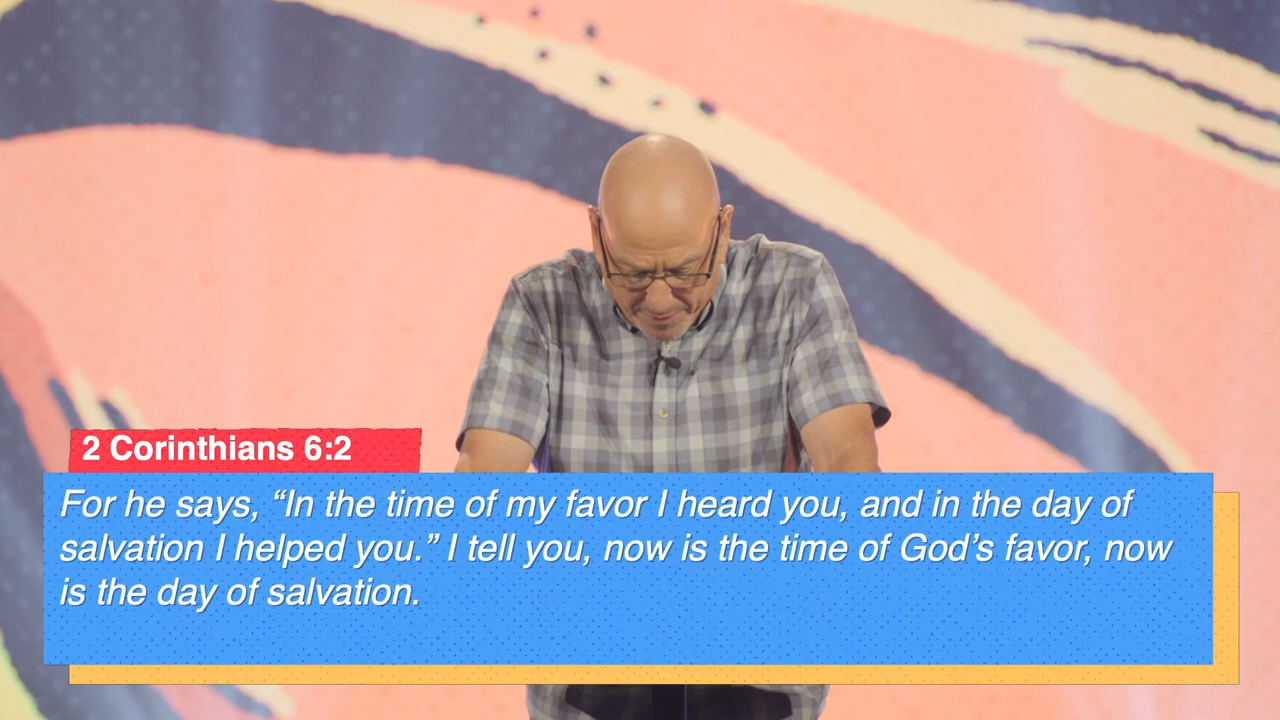 2 Corinthians 6:2
For he says, “In the time of my favor I heard you, and in the day of
salvation I helped you.” I tell you, now is the time of God’s favor, now
is the day of salvation.